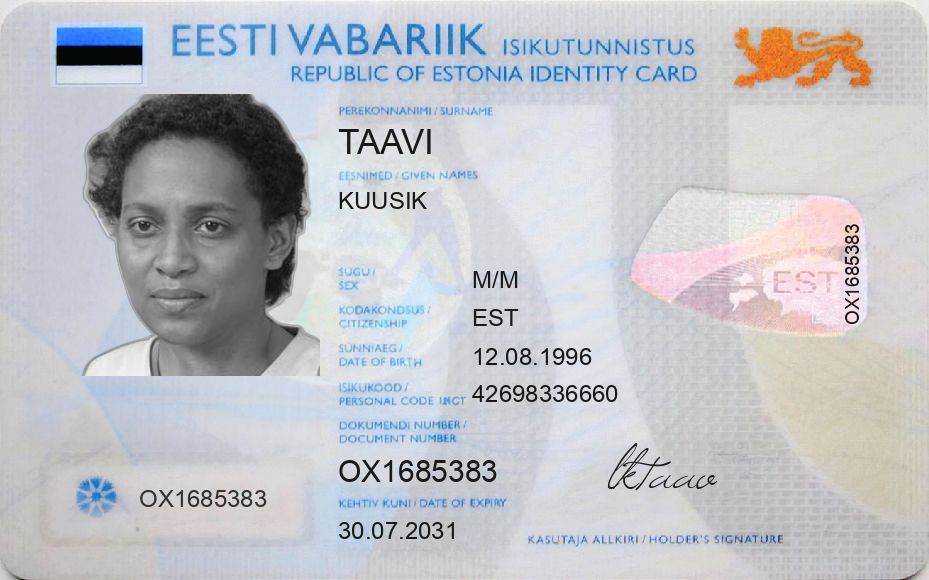 EESTI VABARIIK ISIKUTUNNISTUS
REPUBLIC OF ESTONIA IDENTITY CARD
PEREKONNANIMI / SURNAME
TAAVI
EESNIMED / GIVEN NAMES
KUUSIK
SUGU /
SEX
M/M
KODAKONDSUS /
CITIZENSHIP
EST
SÜNNIAEG /
DATE OF BIRTH
12.08.1996
ISIKUKOOD /
PERSONAL CODE
42698336660
DOKUMENDI NUMBER /
DOCUMENT NUMBER
OX1685383
KEHTIV KUNI / DATE OF EXPIRY
30.07.2031
OX1685383
EST
OX1685383
KASUTAJA ALLKIRI / HOLDER'S SIGNATURE